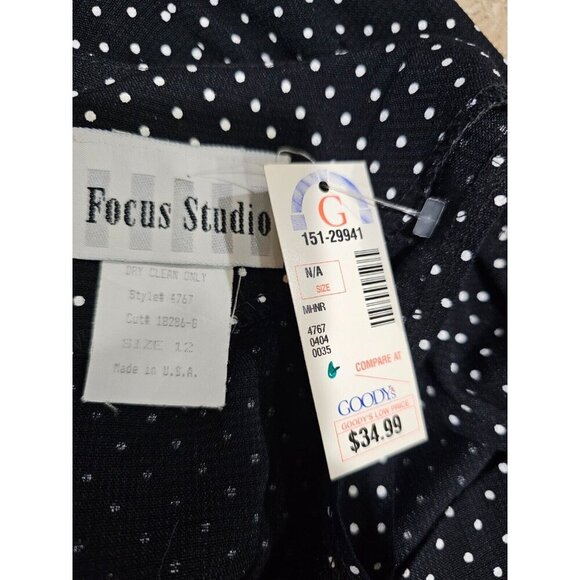 Focus Studio
DRY CLEAN ONLY
Style# 4767
Cut# 18286-G
SIZE 12
Made in U.S.A.
G
151-29941
N/A
SIZE
MHNR
4767
0404
0035
COMPARE AT
GOODY'S
GOODY'S LOW PRICE
$34.99